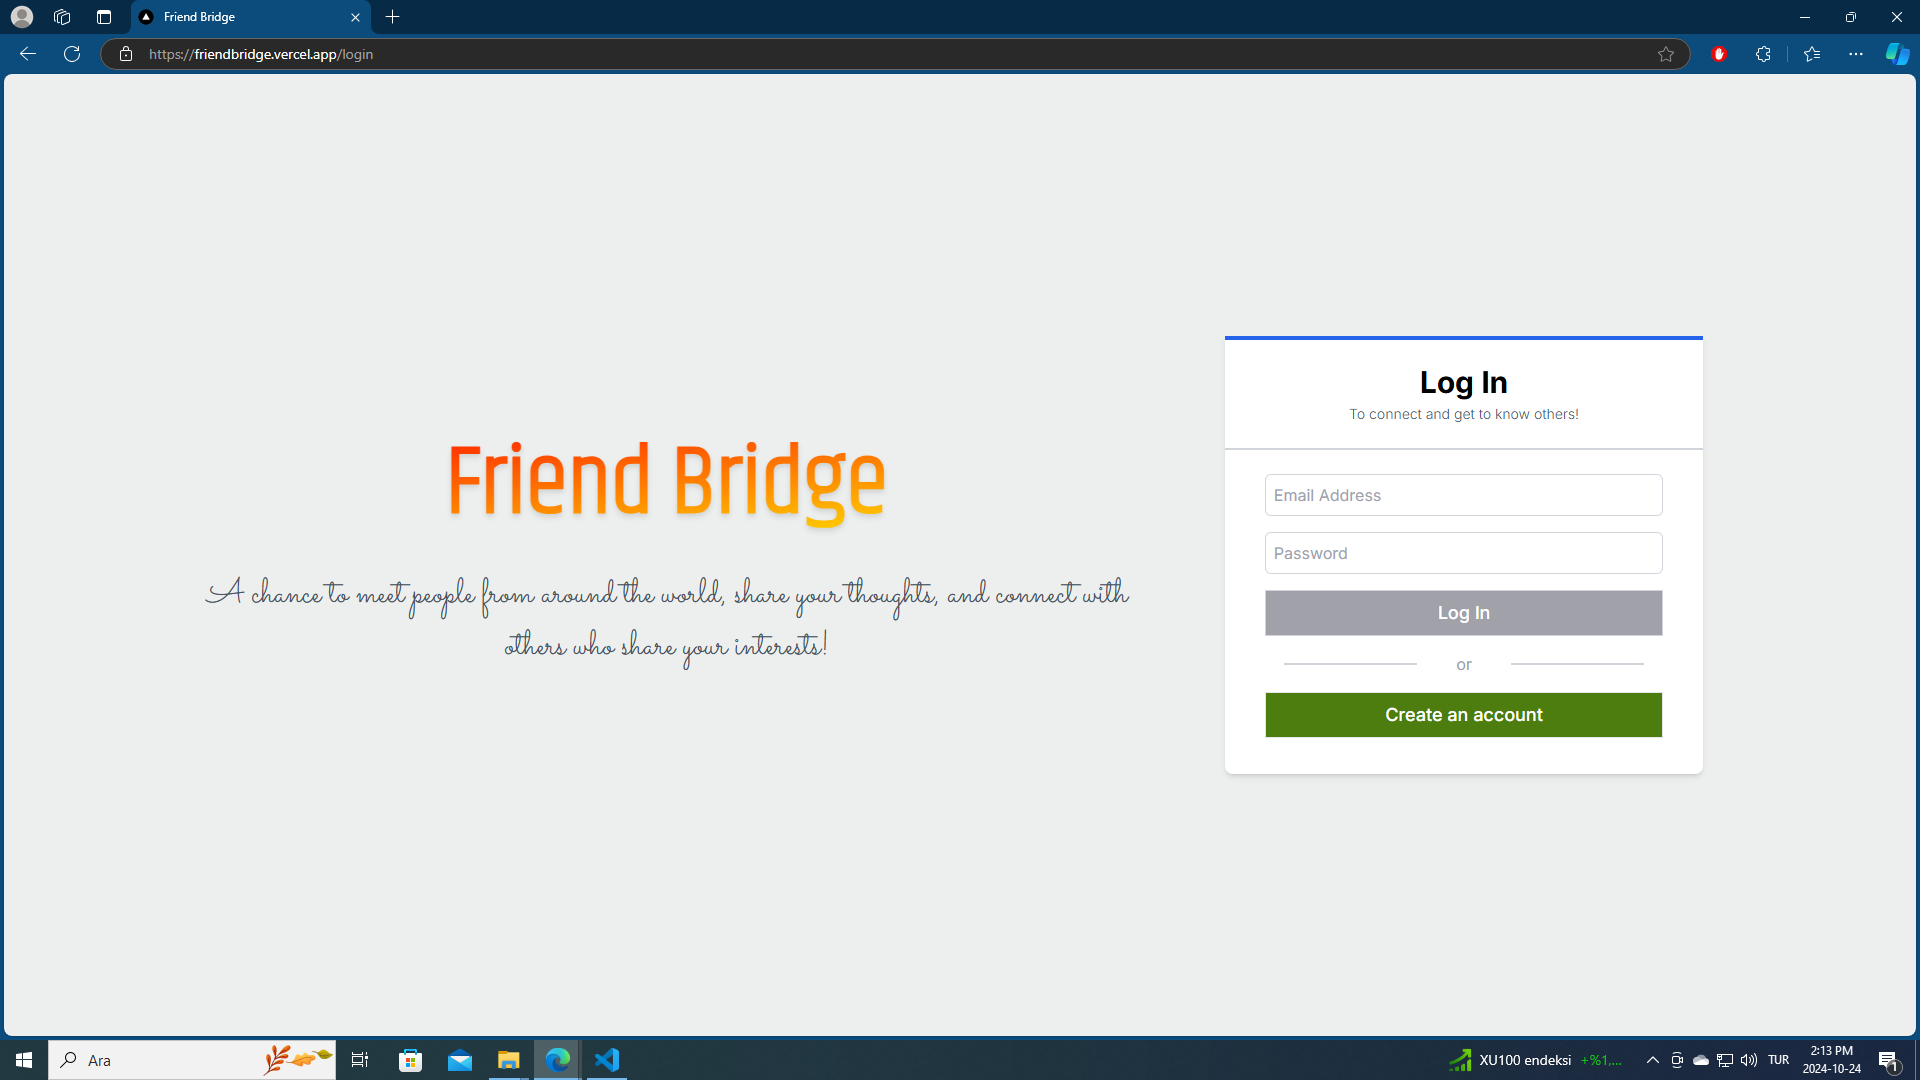 Friend Bridge
https://friendbridge.vercel.app/login
Log In
To connect and get to know others!
Friend Bridge
A chance to meet people from around the world, share your thoughts, and connect with
others who share your interests!
Email Address
Password
Log In
or
Create an account
Ara
XU100 endeksi +%1,...
TUR
2:13 PM
2024-10-24
1